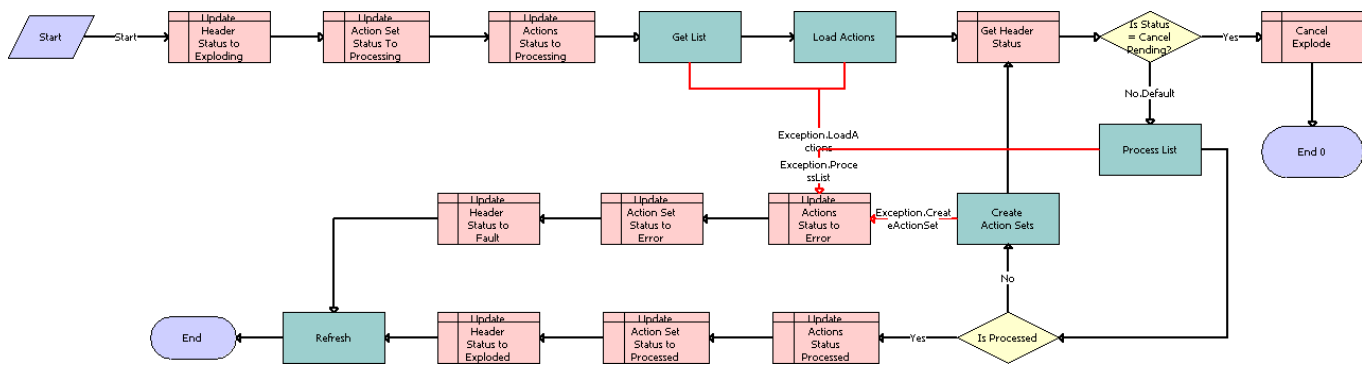 Start
Start
Update
Header
Status to
Exploding
Update
Action Set
Status To
Processing
Update
Actions
Status to
Processing
Get List
Load Actions
Get Header
Status
Is Status
= Cancel
Pending?
Yes
Cancel
Explode
No.Default
Exception.LoadA
ctions
Exception.Proce
ssList
Process List
End 0
Update
Header
Status to
Fault
Update
Action Set
Status to
Error
Update
Actions
Status to
Error
Exception.Creat
eActionSet
Create
Action Sets
No
End
Refresh
Update
Header
Status to
Exploded
Update
Action Set
Status to
Processed
Update
Actions
Status
Processed
Yes
Is Processed